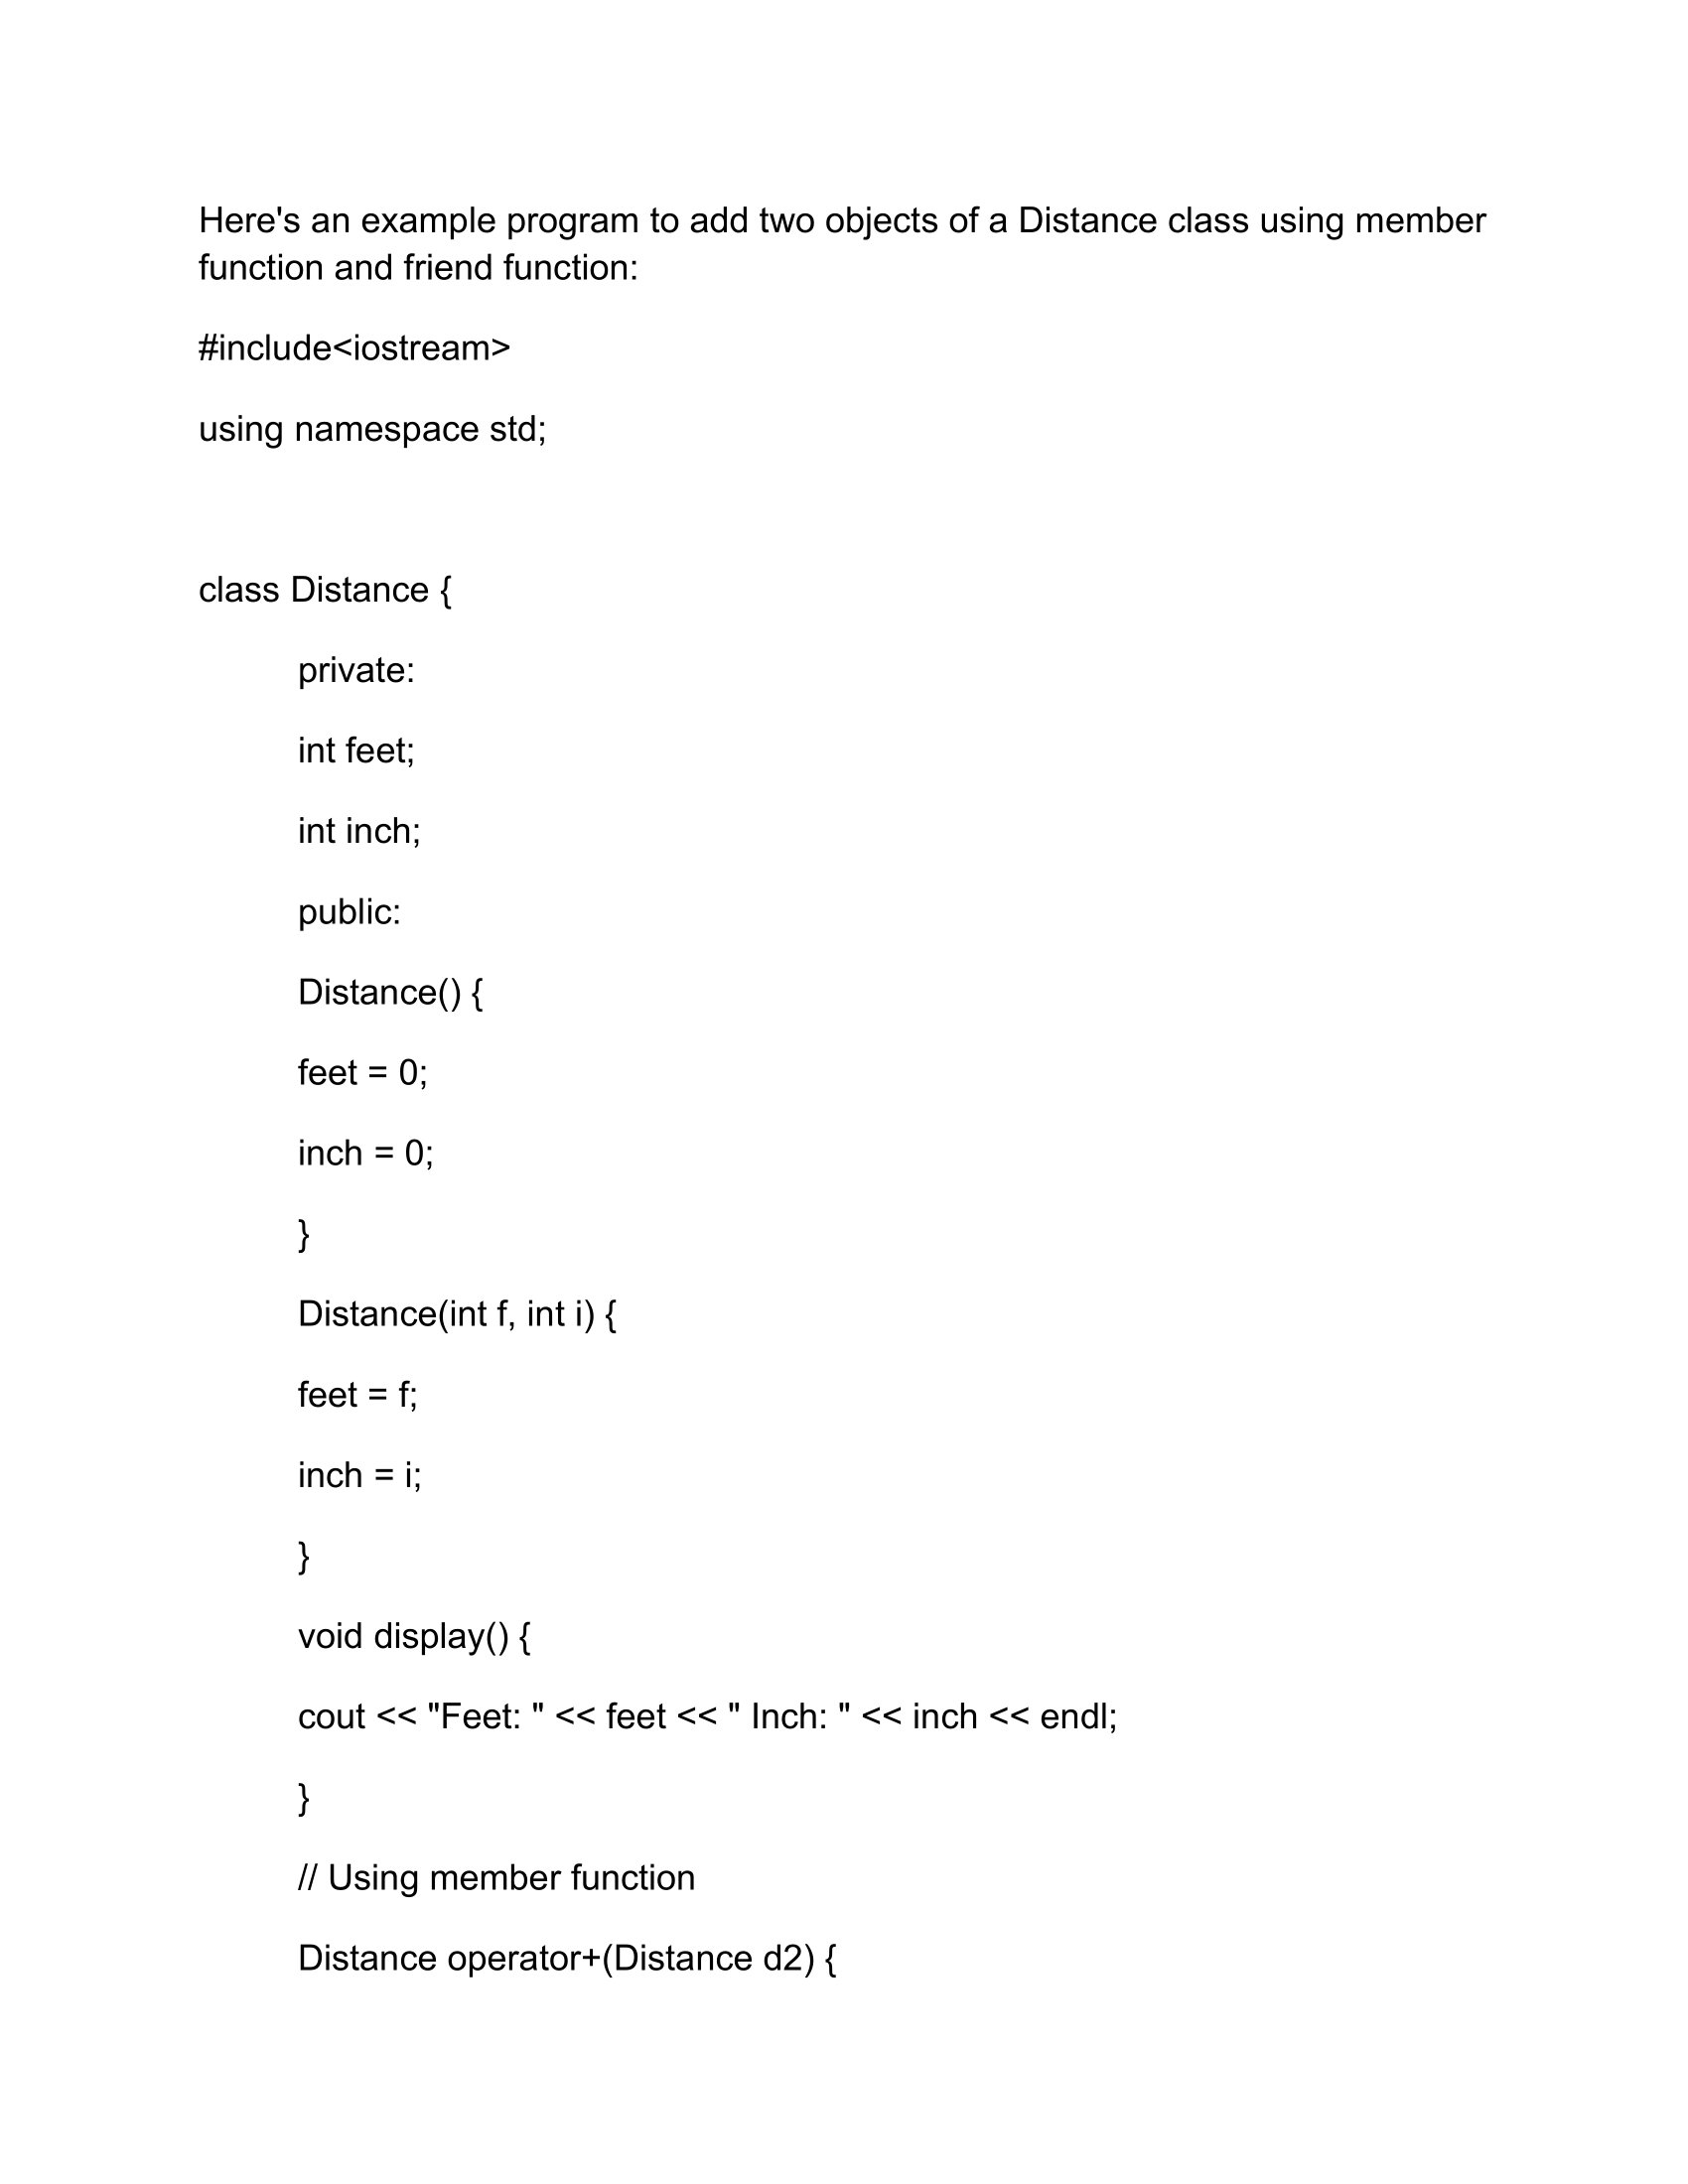 Here's an example program to add two objects of a Distance class using member
function and friend function:
#include<iostream>
using namespace std;
class Distance {
private:
int feet;
int inch;
public:
Distance() {
feet = 0;
inch = 0;
}
Distance(int f, int i) {
feet = f;
inch = i;
}
void display() {
cout << "Feet: " << feet << " Inch: " << inch << endl;
}
// Using member function
Distance operator+(Distance d2) {